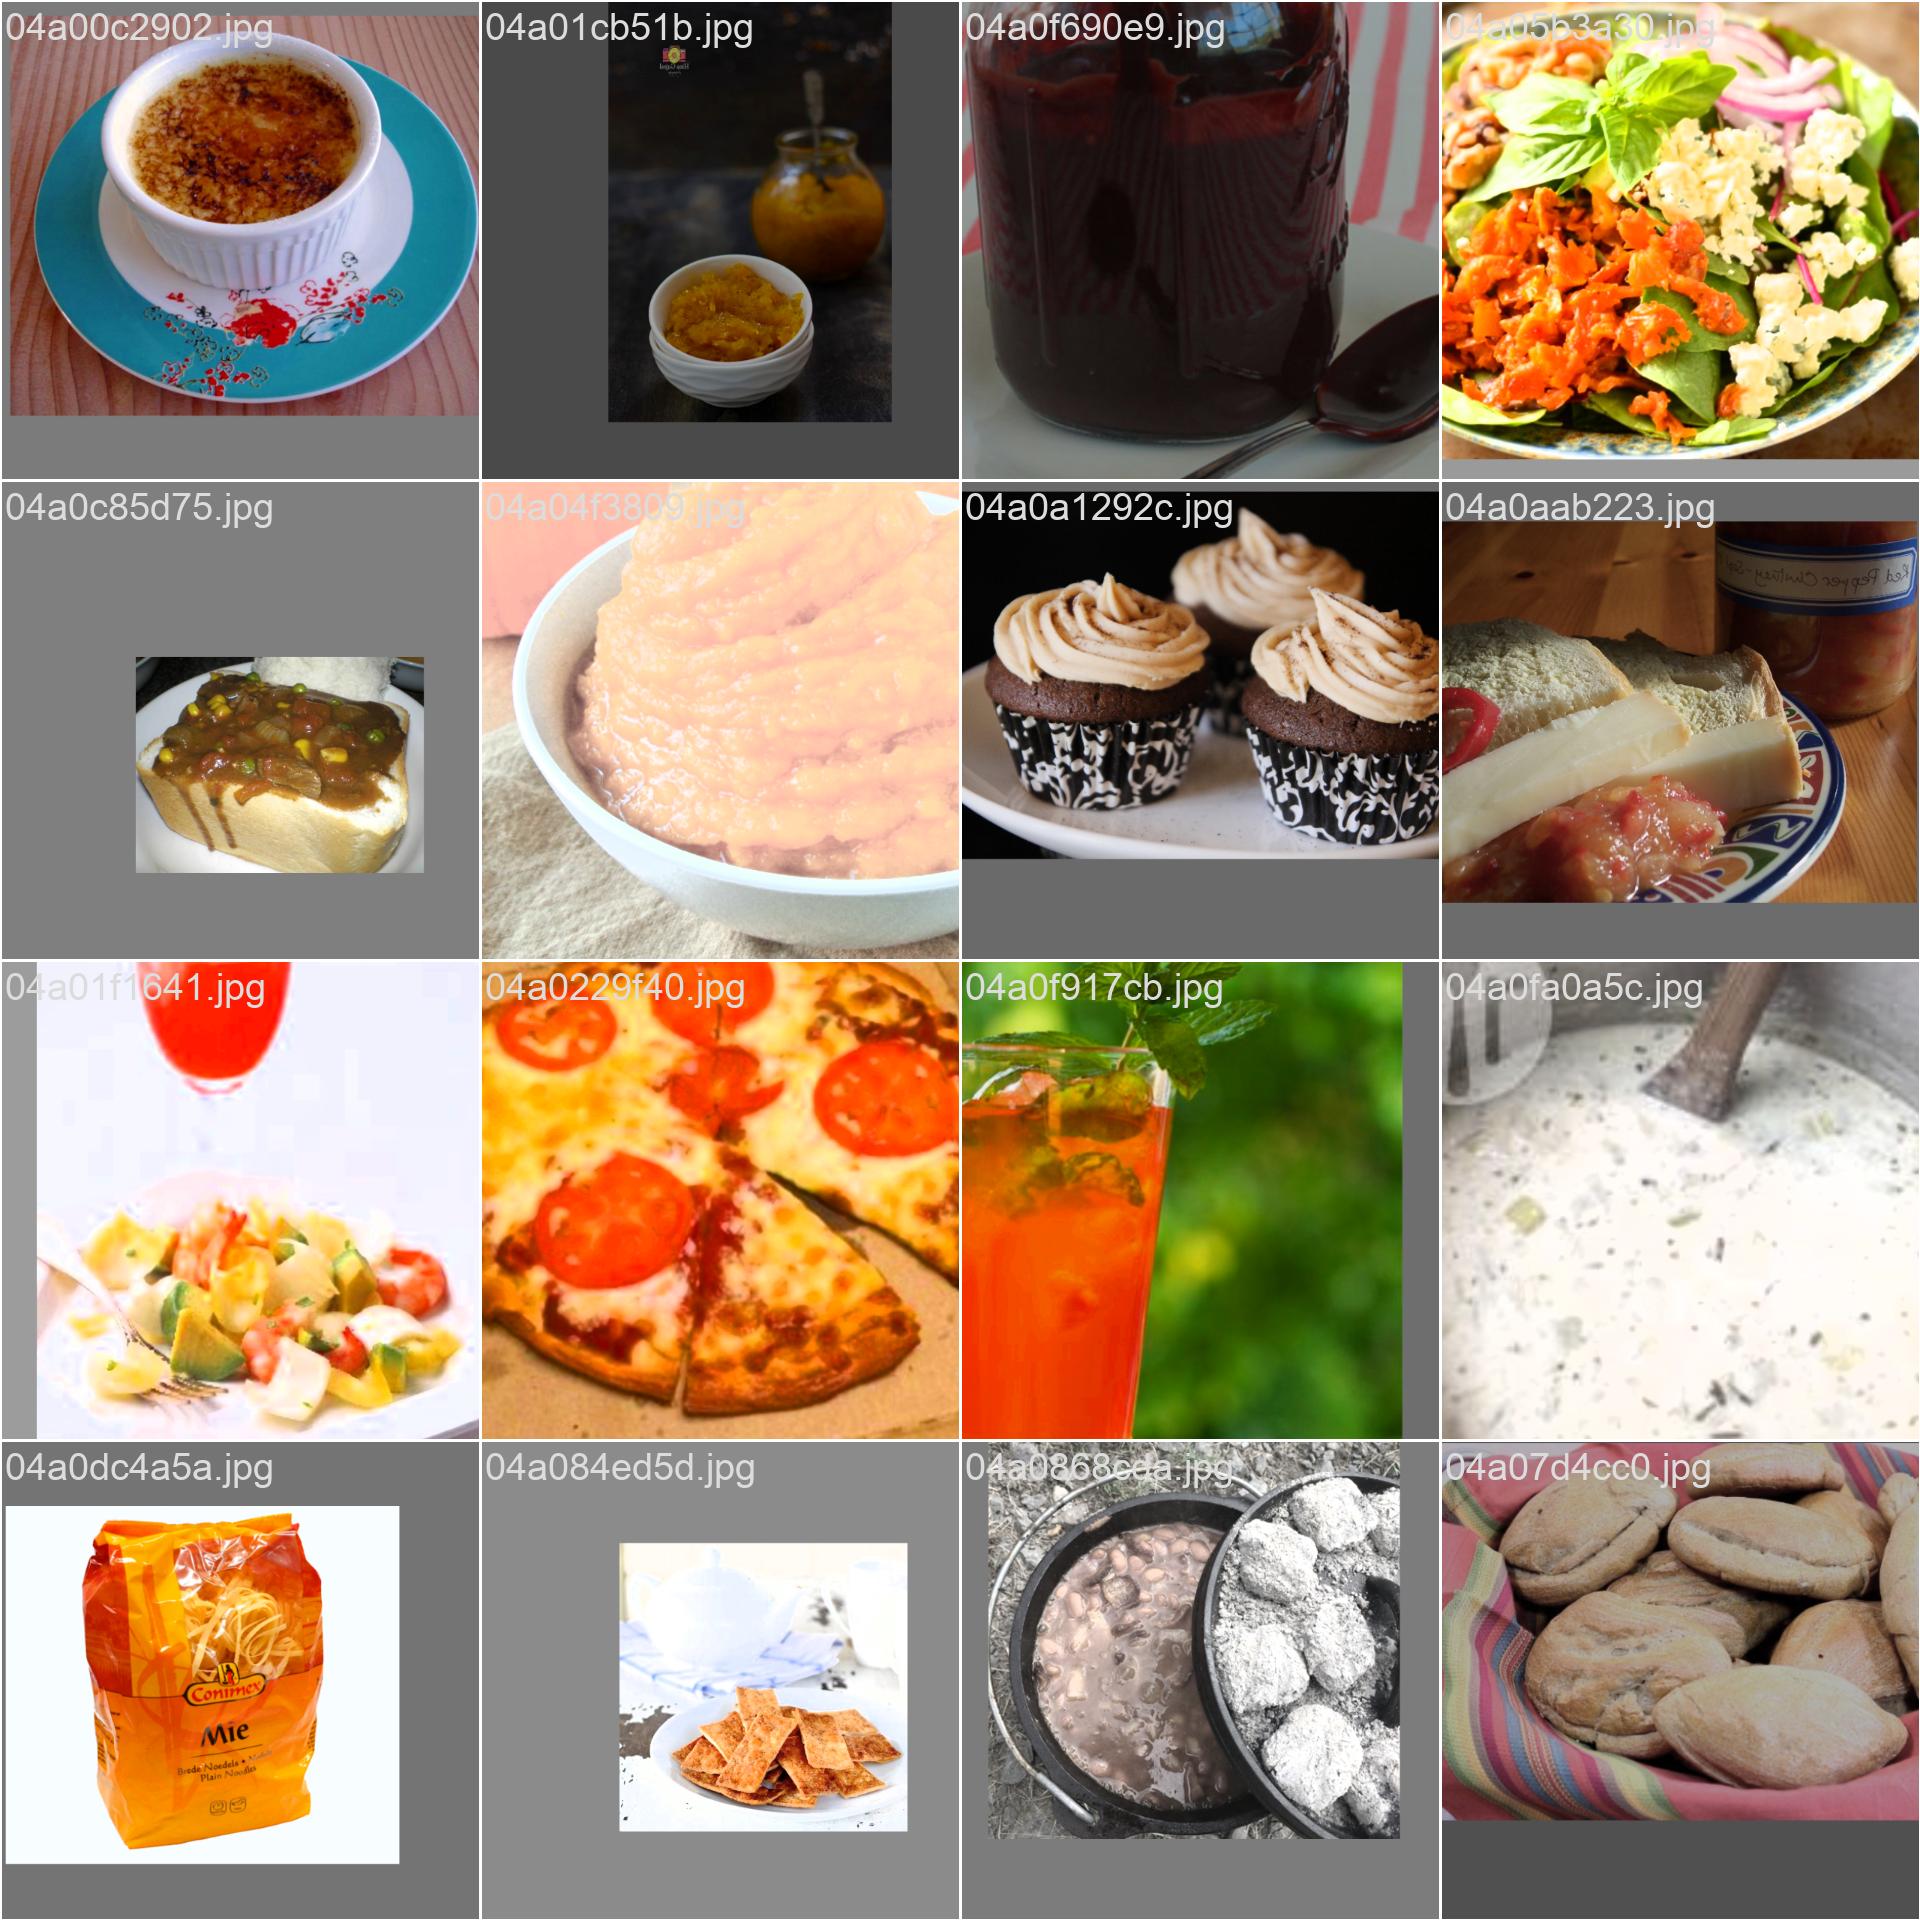 04a00c2902.jpg
04a01cb51b.jpg
04a0f690e9.jpg
04a05b3a30.jpg
04a0c85d75.jpg
04a04f3809.jpg
04a0a1292c.jpg
04a0aab223.jpg
Red Pepper Chutney
04a01f1641.jpg
04a0229f40.jpg
04a0f917cb.jpg
04a0fa0a5c.jpg
04a0dc4a5a.jpg
04a084ed5d.jpg
04a0868cda.jpg
04a07d4cc0.jpg
Conimex
Mie
Brede Noedels
Plain Noodles